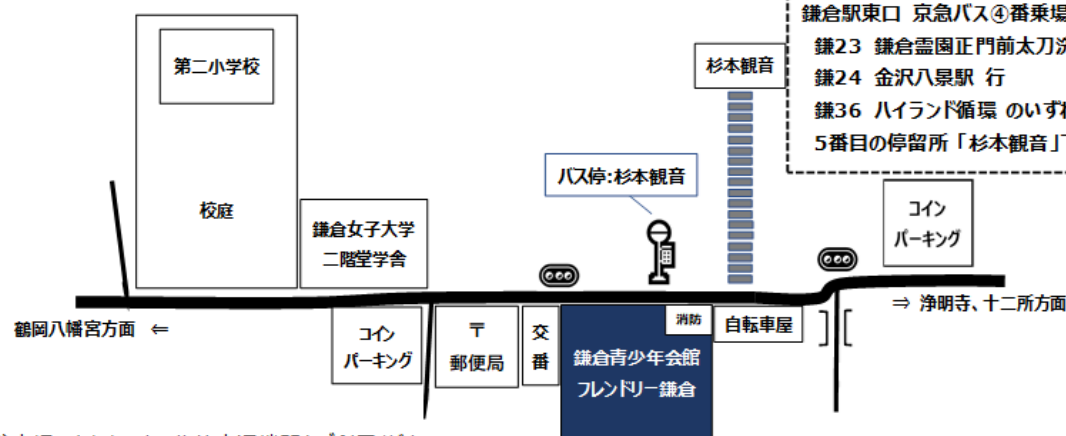 鎌倉駅東口 京急バス④番乗場
鎌23 鎌倉霊園正門前太刀洗
鎌24 金沢八景駅 行
鎌36 ハイランド循環 のいずれ
5番目の停留所「杉本観音」
第二小学校
杉本観音
バス停:杉本観音
校庭
鎌倉女子大学
二階堂学舎
コイン
パーキング
鶴岡八幡宮方面 ⇐
⇒ 浄明寺、十二所方面
コイン
パーキング
〒
郵便局
交
番
消防
自転車屋
鎌倉青少年会館
フレンドリー鎌倉